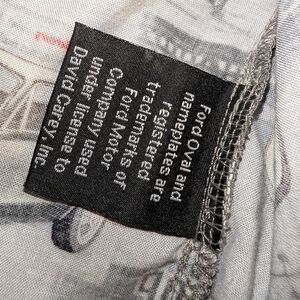 Ford Oval and
nameplates are
registered
trademarks of
Ford Motor
Company used
under license to
David Carey, Inc.